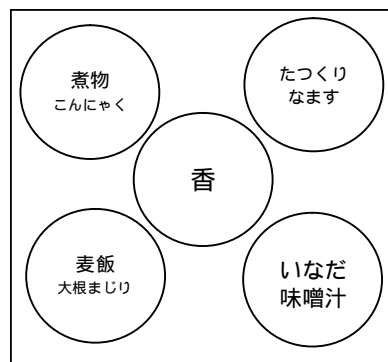 煮物
こんにゃく
たつくり
なます
香
麦飯
大根まじり
いなだ
味噌汁